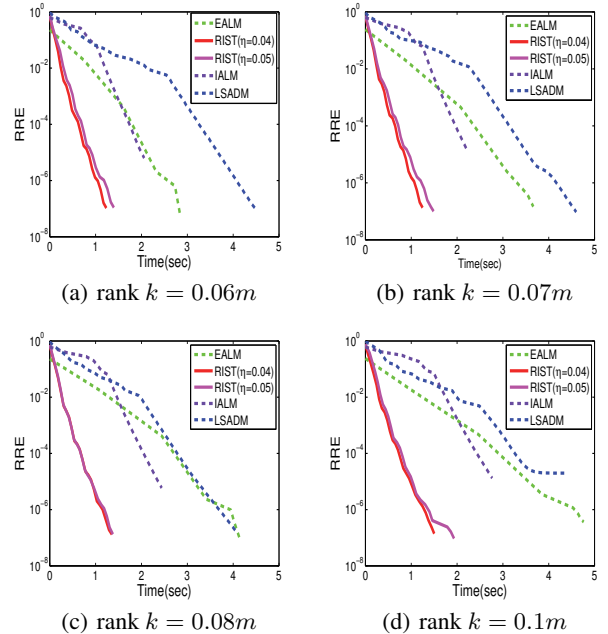 10^0
10^-2
10^-4
10^-6
10^-8
RRE
0 1 2 3 4 5
Time(sec)
EALM
RIST(η=0.04)
RIST(η=0.05)
IALM
LSADM
(a) rank k = 0.06m
10^0
10^-2
10^-4
10^-6
10^-8
RRE
0 1 2 3 4 5
Time(sec)
EALM
RIST(η=0.04)
RIST(η=0.05)
IALM
LSADM
(b) rank k = 0.07m
10^0
10^-2
10^-4
10^-6
10^-8
RRE
0 1 2 3 4 5
Time(sec)
EALM
RIST(η=0.04)
RIST(η=0.05)
IALM
LSADM
(c) rank k = 0.08m
10^0
10^-2
10^-4
10^-6
10^-8
RRE
0 1 2 3 4 5
Time(sec)
EALM
RIST(η=0.04)
RIST(η=0.05)
IALM
LSADM
(d) rank k = 0.1m